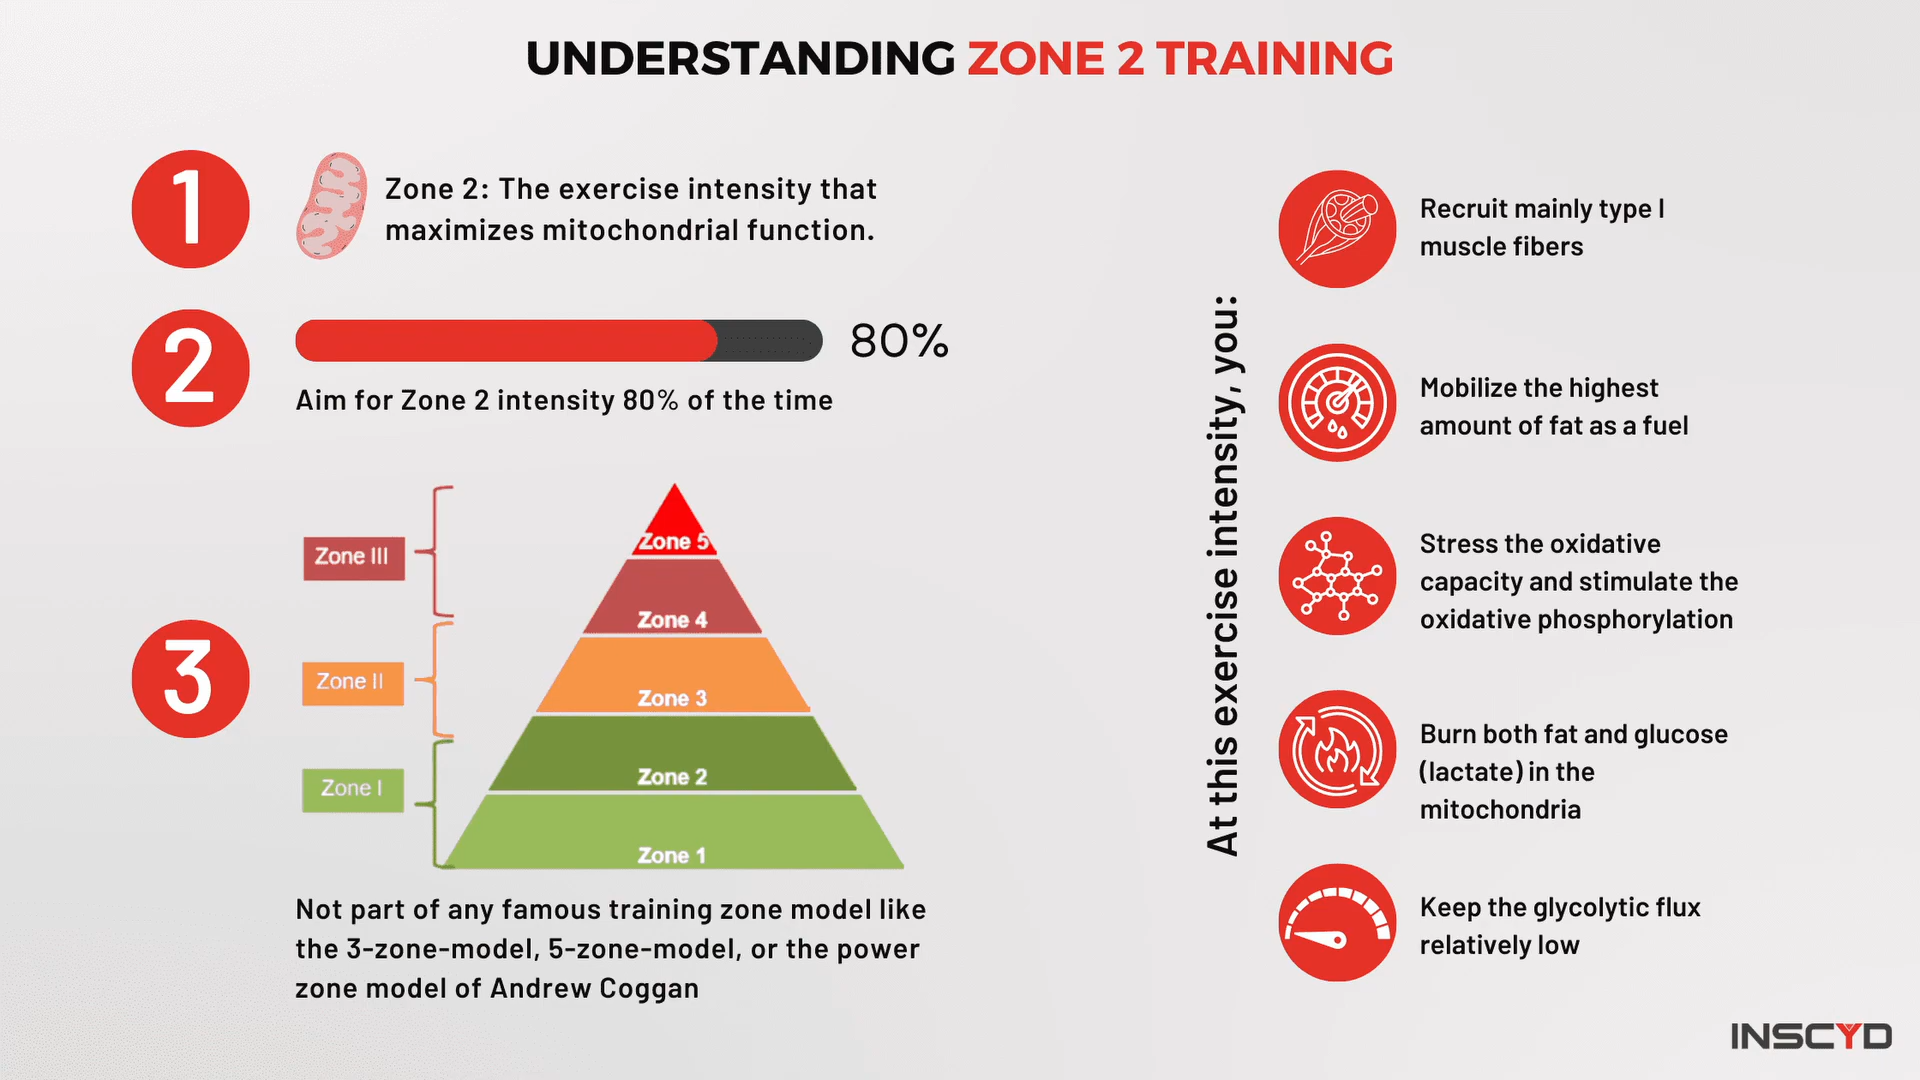 UNDERSTANDING ZONE 2 TRAINING
1
Zone 2: The exercise intensity that
maximizes mitochondrial function.
2
80%
Aim for Zone 2 intensity 80% of the time
3
Zone III
Zone II
Zone I
Zone 5
Zone 4
Zone 3
Zone 2
Zone 1
Not part of any famous training zone model like
the 3-zone-model, 5-zone-model, or the power
zone model of Andrew Coggan
At this exercise intensity, you:
Recruit mainly type I
muscle fibers
Mobilize the highest
amount of fat as a fuel
Stress the oxidative
capacity and stimulate the
oxidative phosphorylation
Burn both fat and glucose
(lactate) in the
mitochondria
Keep the glycolytic flux
relatively low
INSCYD